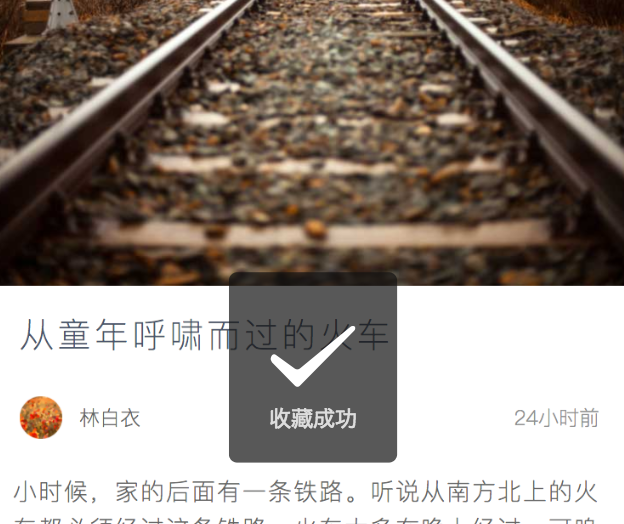 从童年呼啸而过的火车
收藏成功
林白衣
24小时前
小时候，家的后面有一条铁路。听说从南方北上的火